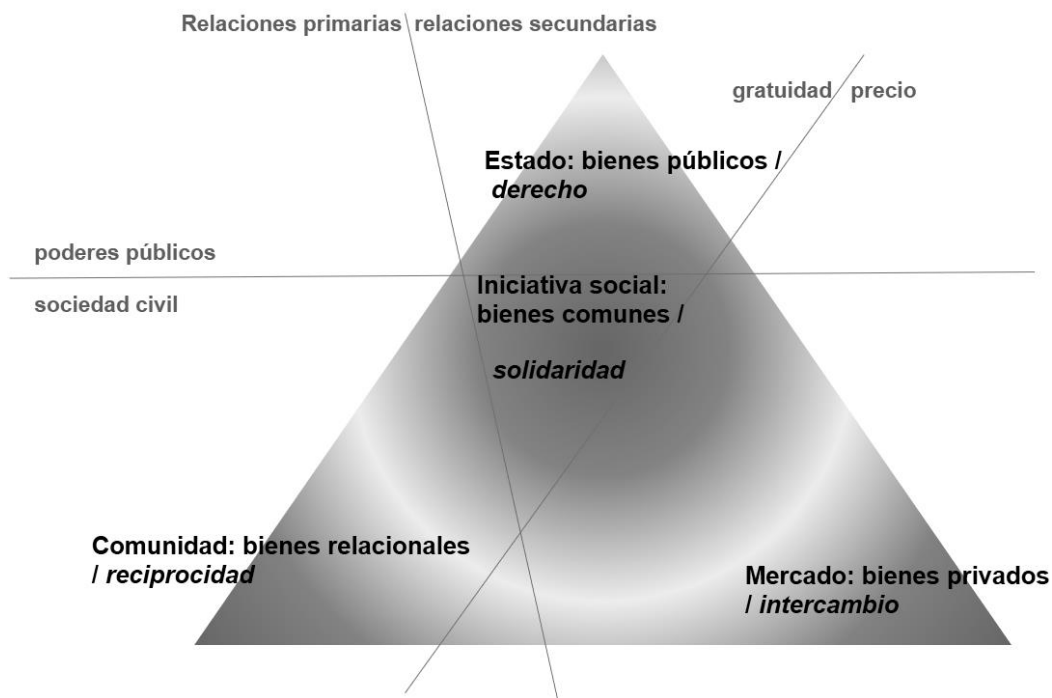 Relaciones primarias relaciones secundarias
gratuidad precio
Estado: bienes públicos /
derecho
poderes públicos
sociedad civil
Iniciativa social:
bienes comunes /
solidaridad
Comunidad: bienes relacionales
/ reciprocidad
Mercado: bienes privados
/ intercambio